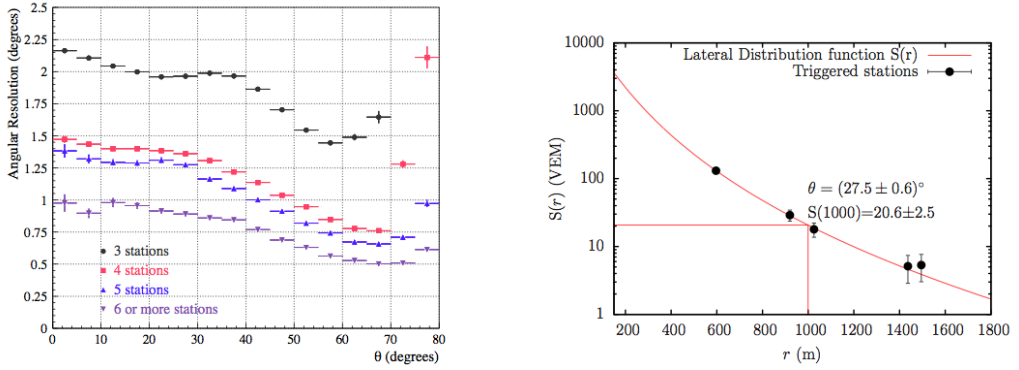 Angular Resolution (degrees)
2.5
2.25
2
1.75
1.5
1.25
1
0.75
0.5
0.25
0
3 stations
4 stations
5 stations
6 or more stations
0 10 20 30 40 50 60 70 80
θ (degrees)
S(r) (VEM)
10000
1000
100
10
1
Lateral Distribution function S(r)
Triggered stations
θ = (27.5 ± 0.6)°
S(1000)=20.6±2.5
200 400 600 800 1000 1200 1400 1600 1800
r (m)